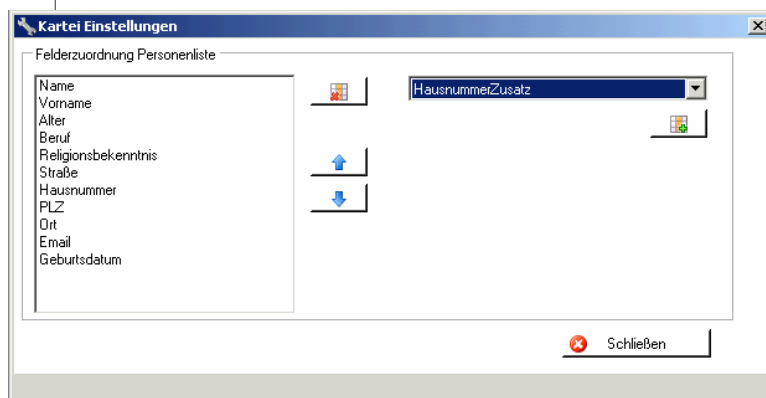 Kartei Einstellungen
Felderzuordnung Personenliste
Name
Vorname
Alter
Beruf
Religionsbekenntnis
Straße
Hausnummer
PLZ
Ort
Email
Geburtsdatum
HausnummerZusatz
Schließen